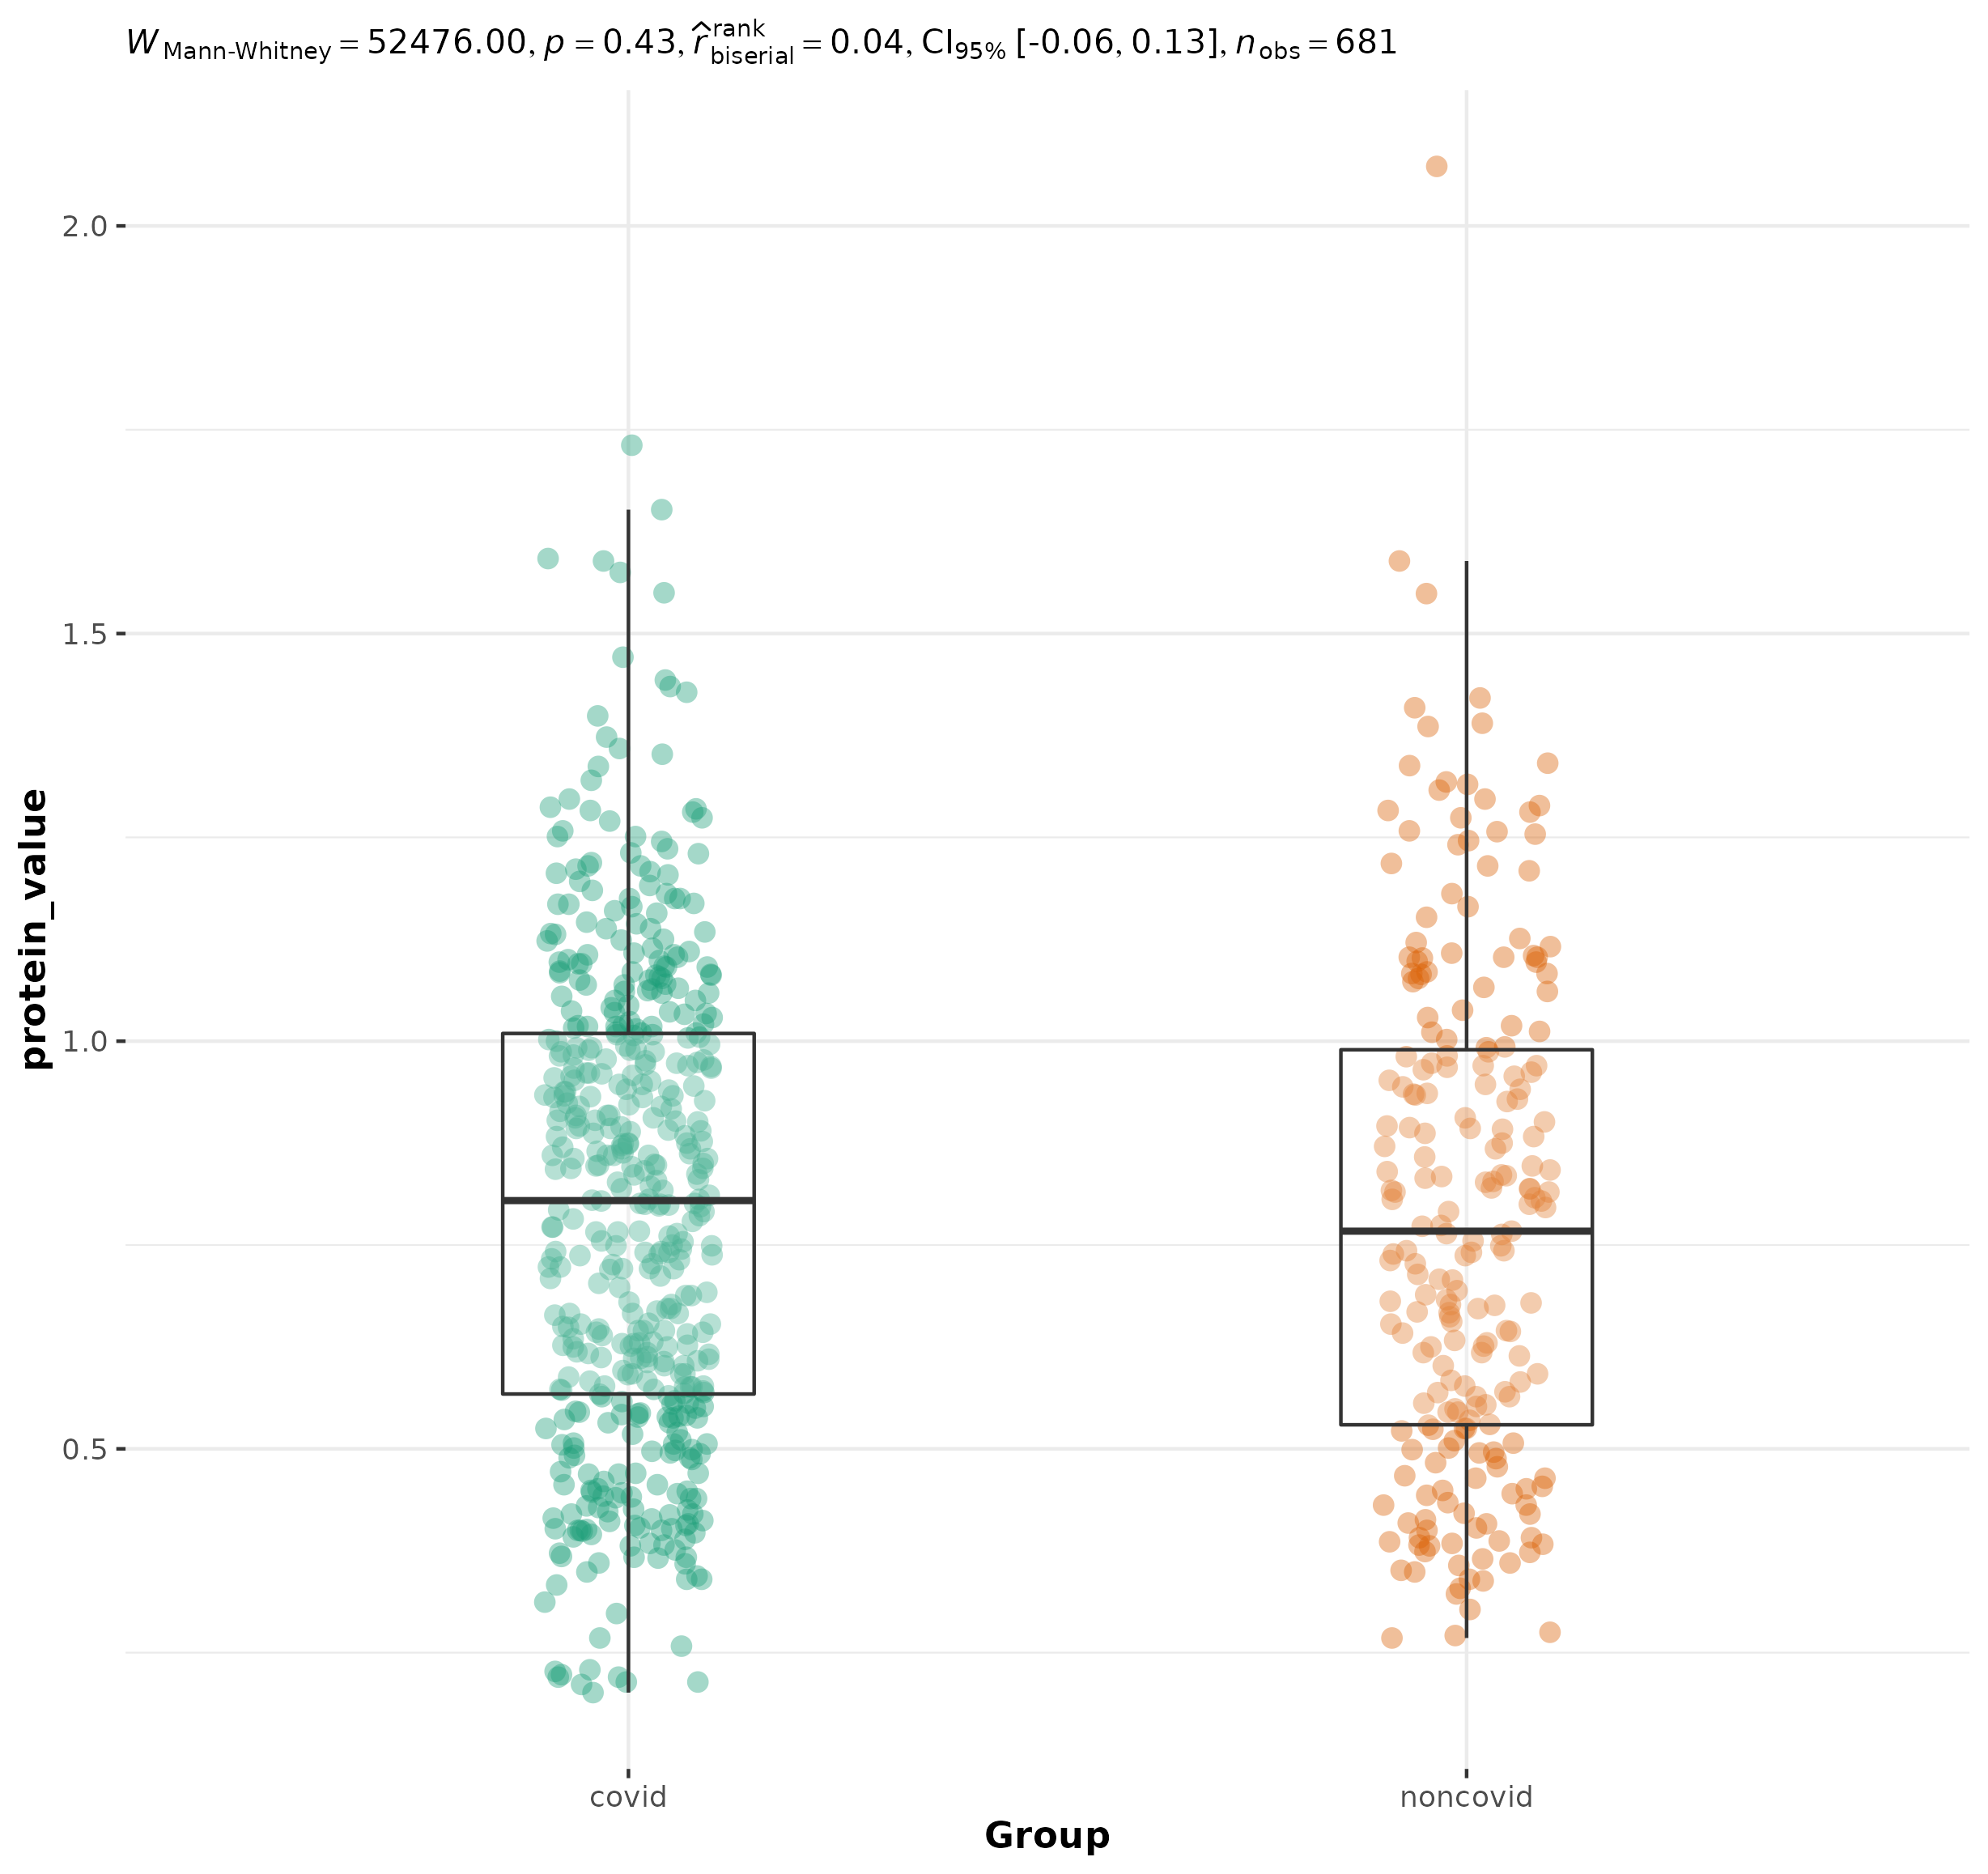 W Mann-Whitney = 52476.00, p = 0.43, r̂ rank biserial = 0.04, CI95% [-0.06, 0.13], n obs = 681
2.0
1.5
1.0
0.5
protein_value
covid noncovid
Group